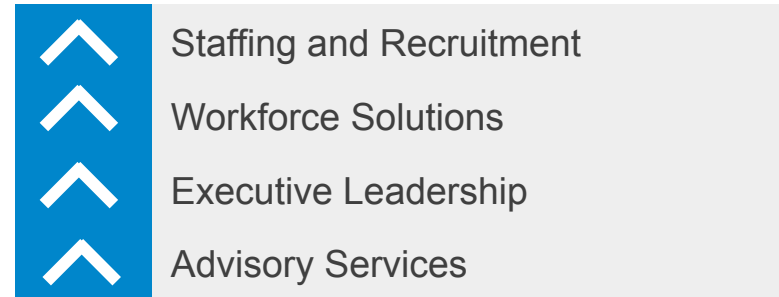 Staffing and Recruitment
Workforce Solutions
Executive Leadership
Advisory Services